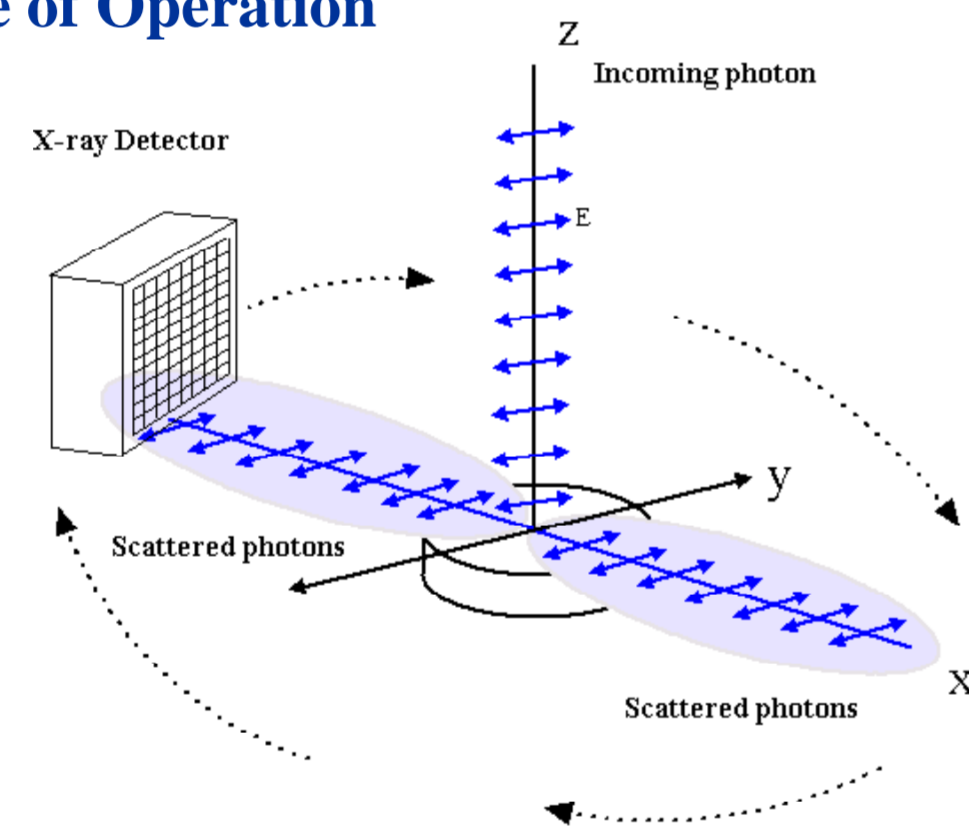 e of Operation
Z
Incoming photon
X-ray Detector
E
y
Scattered photons
X
Scattered photons